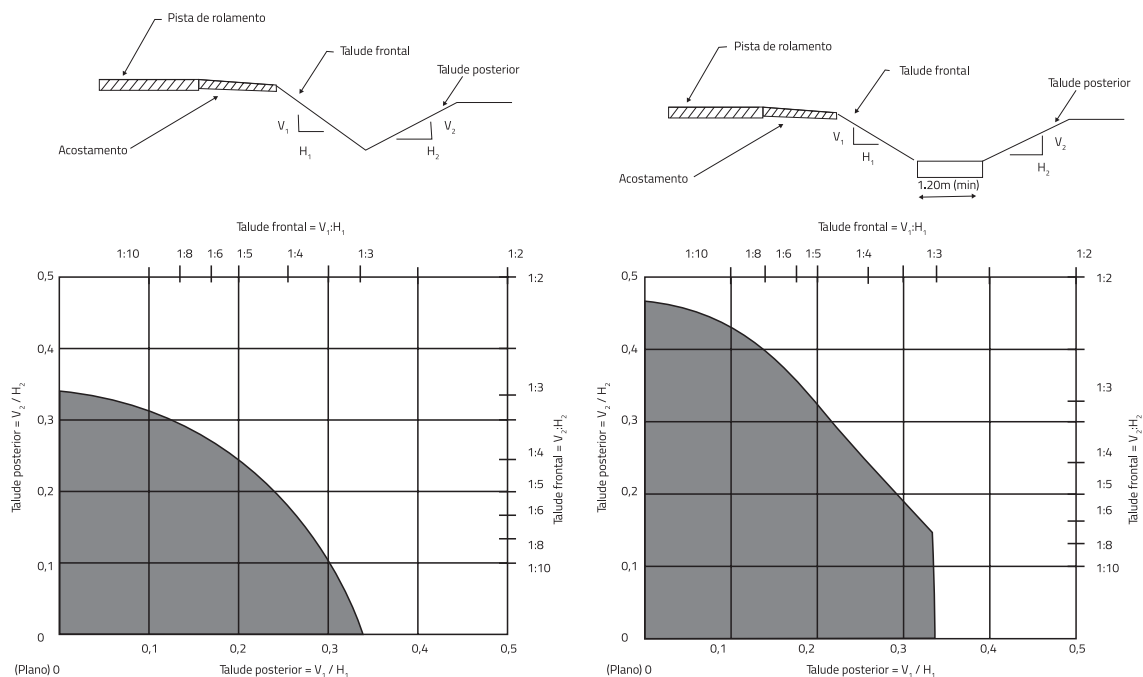 Pista de rolamento
Talude frontal
Talude posterior
V₁
H₁
V₂
H₂
Acostamento
Talude frontal = V₁:H₁
1:10 1:8 1:6 1:5 1:4 1:3 1:2
0,5
0,4
0,3
0,2
0,1
0
Talude posterior = V₂ / H₂
1:2
1:3
1:4
1:5
1:6
1:8
1:10
Talude frontal = V₂:H₂
0,1 0,2 0,3 0,4 0,5
(Plano) 0
Talude posterior = V₁ / H₁
Pista de rolamento
Talude frontal
Talude posterior
V₁
H₁
V₂
H₂
Acostamento
1.20m (min)
Talude frontal = V₁:H₁
1:10 1:8 1:6 1:5 1:4 1:3 1:2
0,5
0,4
0,3
0,2
0,1
0
Talude posterior = V₂ / H₂
1:2
1:3
1:4
1:5
1:6
1:8
1:10
Talude frontal = V₂:H₂
0,1 0,2 0,3 0,4 0,5
(Plano) 0
Talude posterior = V₁ / H₁